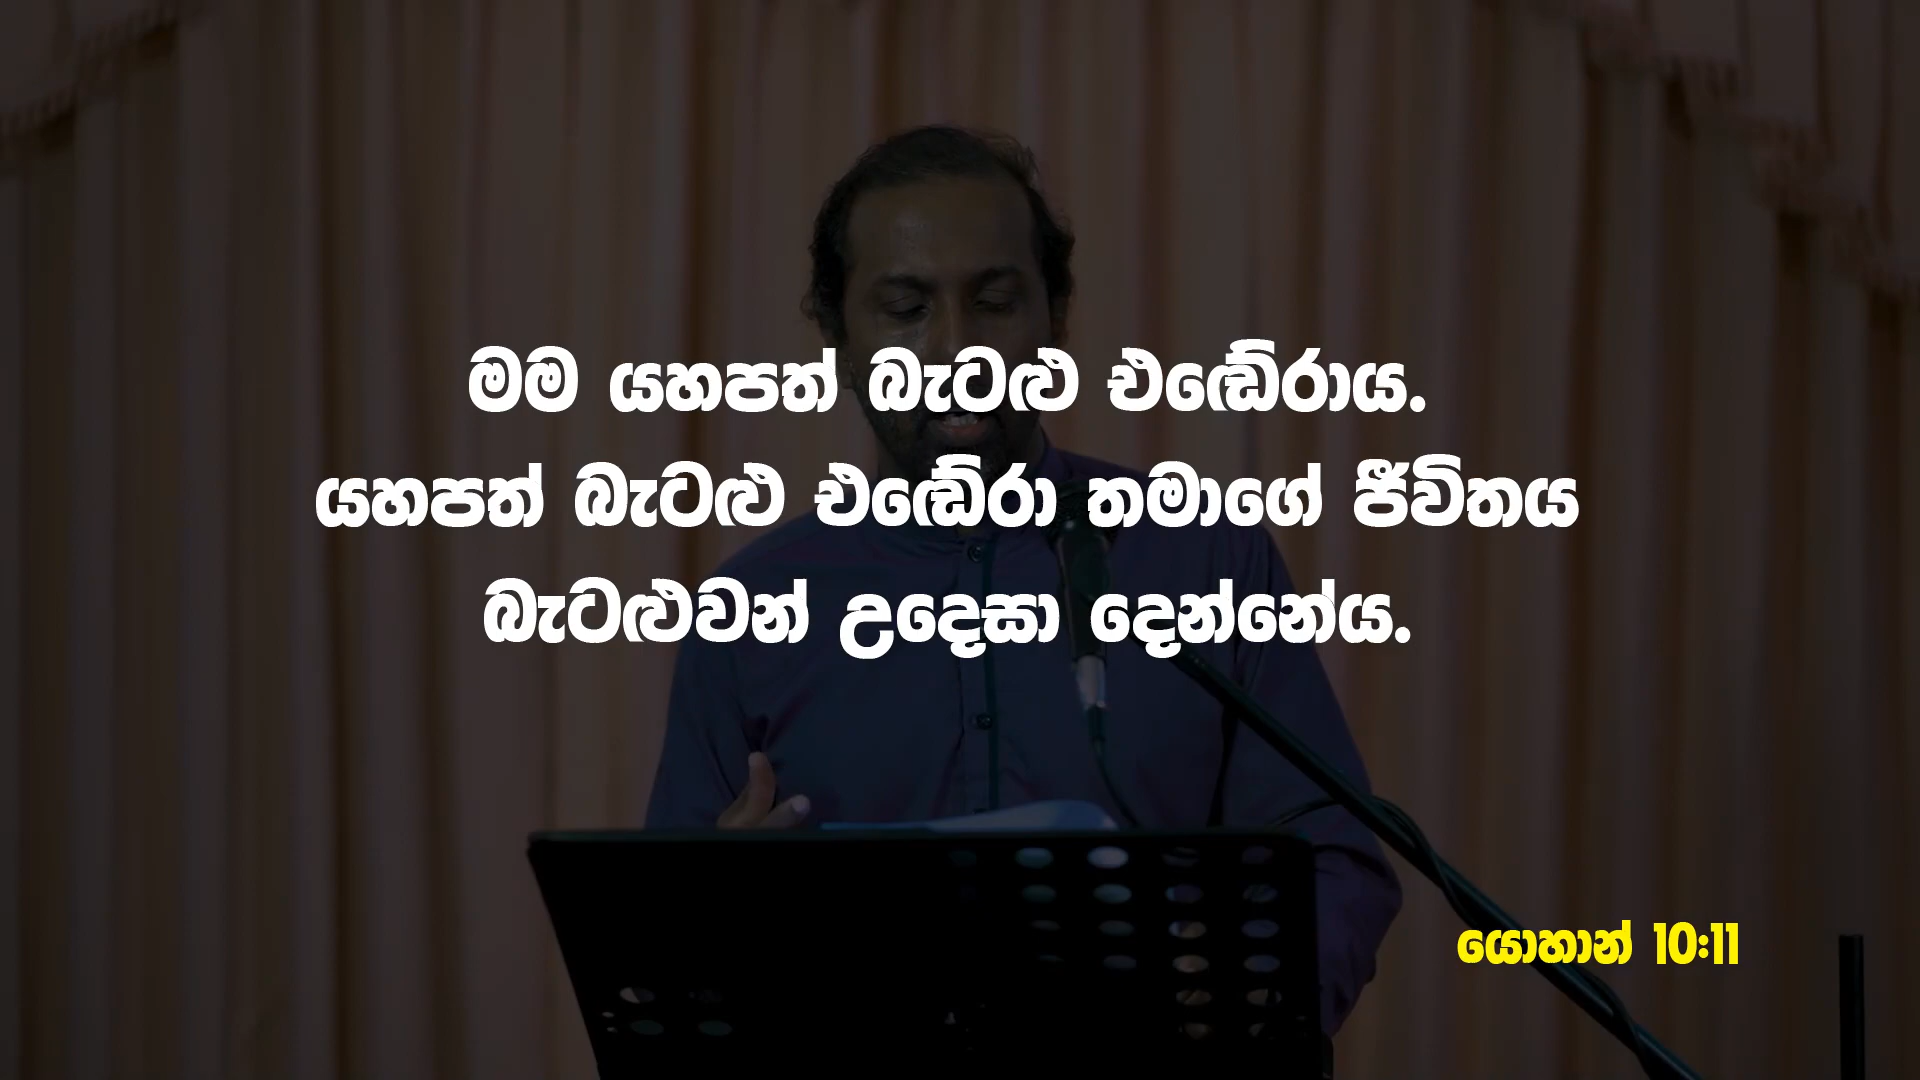 මම යහපත් බැටළු එඬේරාය.
යහපත් බැටළු එඬේරා තමාගේ ජීවිතය
බැටළුවන් උදෙසා දෙන්නේය.
යොහාන් 10:11